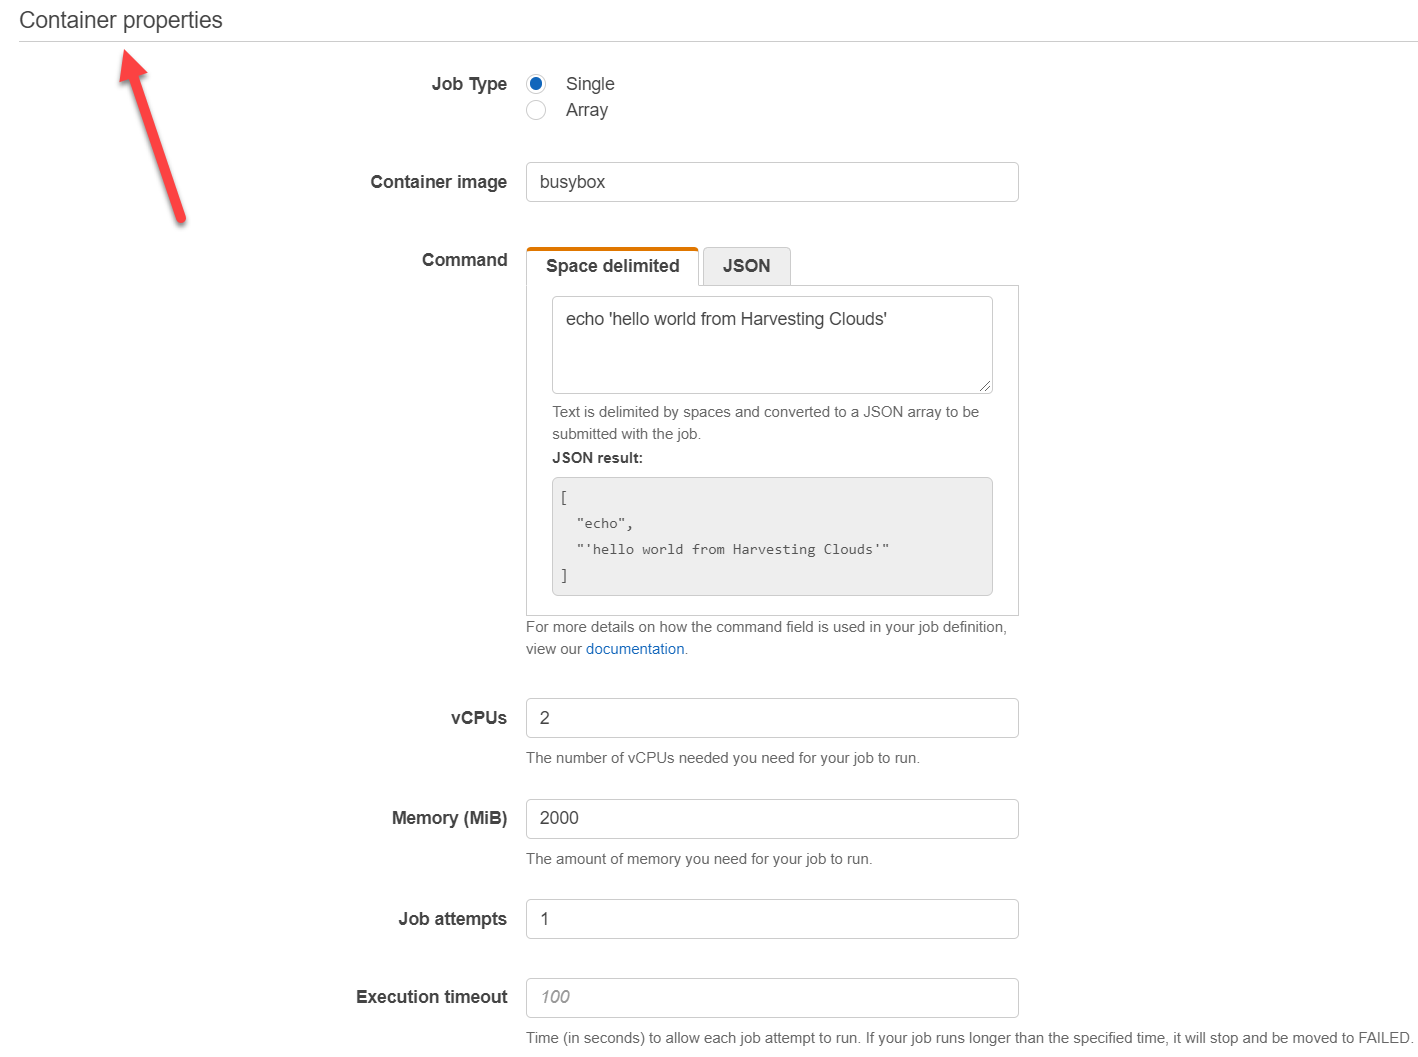 Container properties
Job Type
Single
Array
Container image
busybox
Command
Space delimited
JSON
echo 'hello world from Harvesting Clouds'
Text is delimited by spaces and converted to a JSON array to be
submitted with the job.
JSON result:
[
"echo",
"'hello world from Harvesting Clouds'"
]
For more details on how the command field is used in your job definition,
view our documentation.
vCPUs
2
The number of vCPUs needed you need for your job to run.
Memory (MiB)
2000
The amount of memory you need for your job to run.
Job attempts
1
Execution timeout
100
Time (in seconds) to allow each job attempt to run. If your job runs longer than the specified time, it will stop and be moved to FAILED.